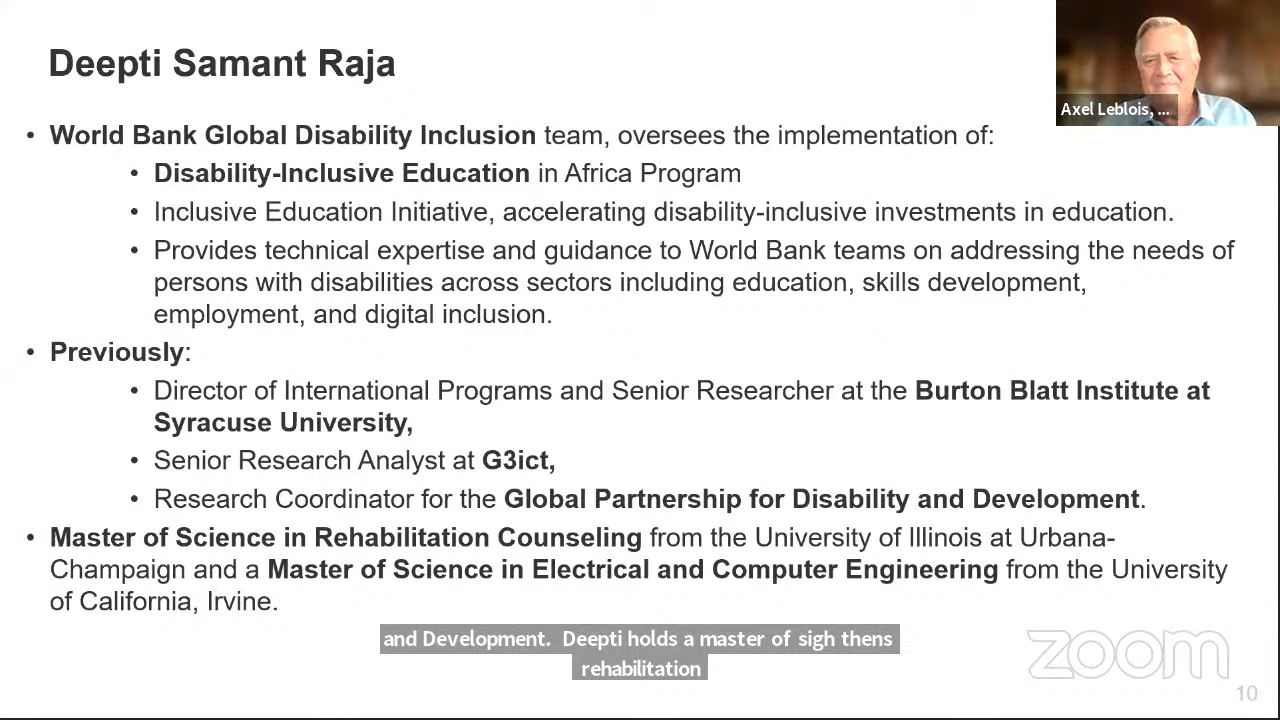 Deepti Samant Raja
Axel Leblois, ...
• World Bank Global Disability Inclusion team, oversees the implementation of:
• Disability-Inclusive Education in Africa Program
• Inclusive Education Initiative, accelerating disability-inclusive investments in education.
• Provides technical expertise and guidance to World Bank teams on addressing the needs of
persons with disabilities across sectors including education, skills development,
employment, and digital inclusion.
• Previously:
• Director of International Programs and Senior Researcher at the Burton Blatt Institute at
Syracuse University,
• Senior Research Analyst at G3ict,
• Research Coordinator for the Global Partnership for Disability and Development.
• Master of Science in Rehabilitation Counseling from the University of Illinois at Urbana-
Champaign and a Master of Science in Electrical and Computer Engineering from the University
of California, Irvine.
and Development. Deepti holds a master of sigh thens
rehabilitation
zoom
10